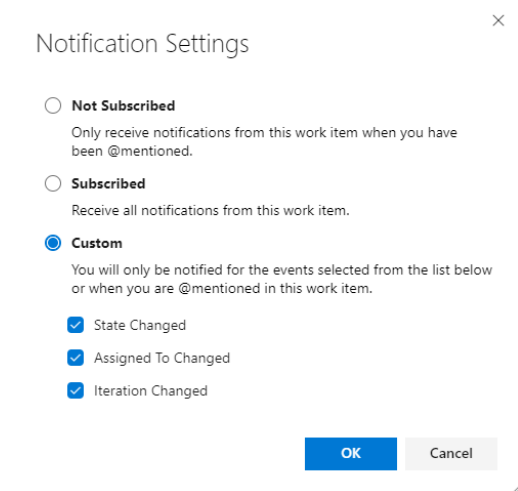 Notification Settings
Not Subscribed
Only receive notifications from this work item when you have
been @mentioned.
Subscribed
Receive all notifications from this work item.
Custom
You will only be notified for the events selected from the list below
or when you are @mentioned in this work item.
State Changed
Assigned To Changed
Iteration Changed
OK Cancel